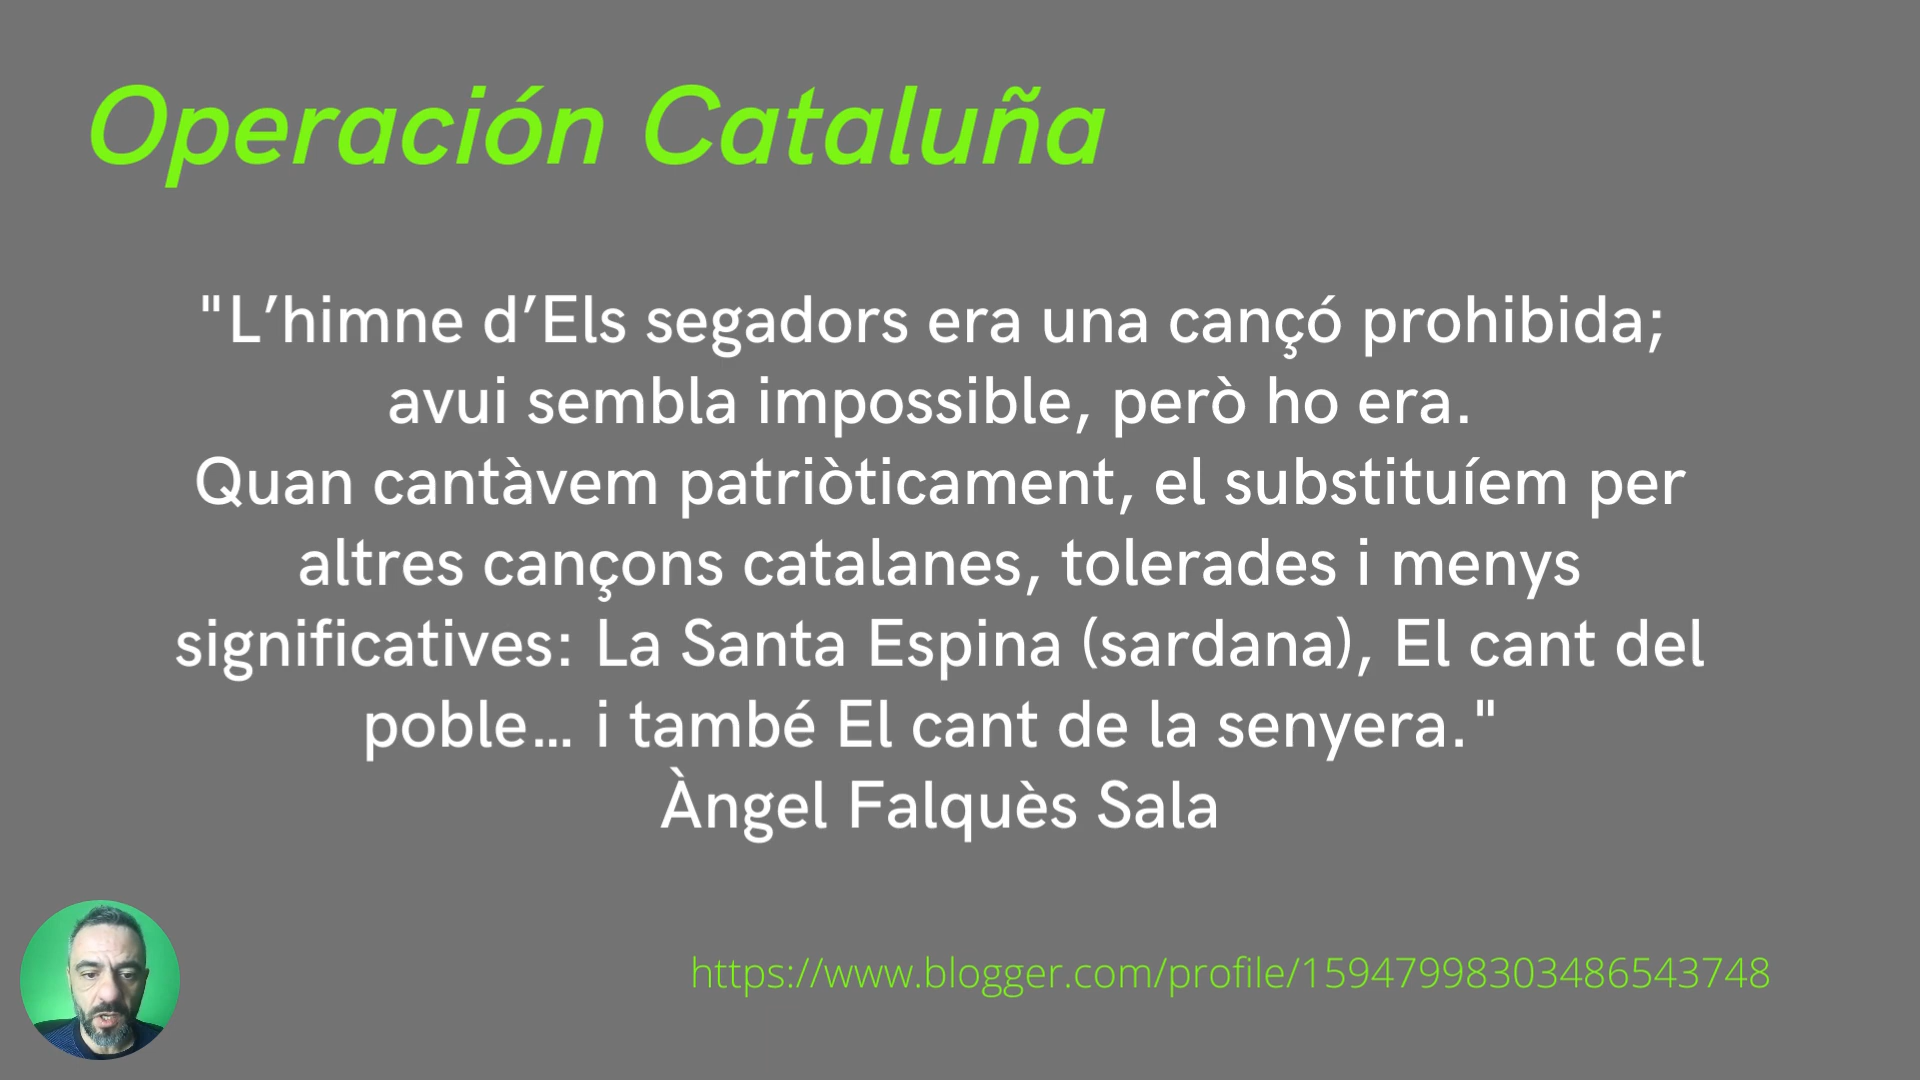 Operación Cataluña
"L’himne d’Els segadors era una cançó prohibida;
avui sembla impossible, però ho era.
Quan cantàvem patriòticament, el substituíem per
altres cançons catalanes, tolerades i menys
significatives: La Santa Espina (sardana), El cant del
poble… i també El cant de la senyera."
Àngel Falquès Sala
https://www.blogger.com/profile/15947998303486543748